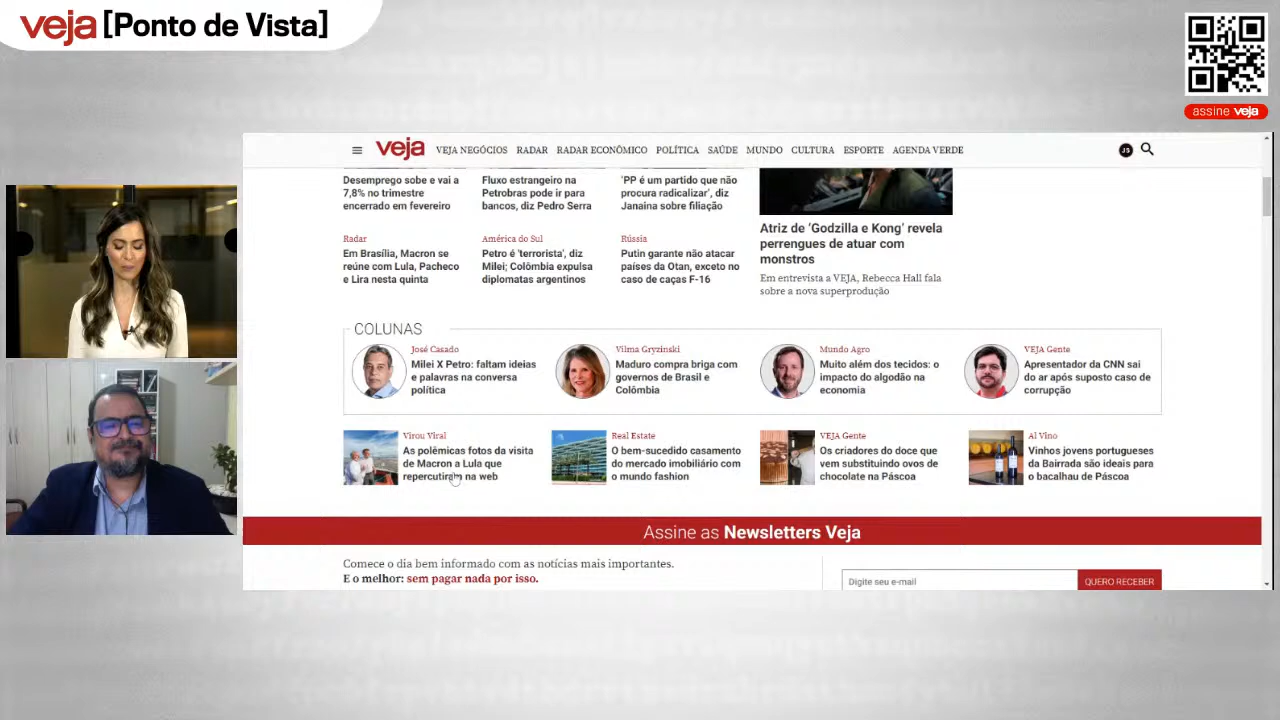 veja [Ponto de Vista]
assine veja
veja VEJA NEGÓCIOS RADAR RADAR ECONÔMICO POLÍTICA SAÚDE MUNDO CULTURA ESPORTE AGENDA VERDE
JS
Desemprego sobe e vai a
7,8% no trimestre
encerrado em fevereiro
Fluxo estrangeiro na
Petrobras pode ir para
bancos, diz Pedro Serra
'PP é um partido que não
procura radicalizar', diz
Janaina sobre filiação
Atriz de 'Godzilla e Kong' revela
perrengues de atuar com
monstros
Em entrevista a VEJA, Rebecca Hall fala
sobre a nova superprodução
Radar
Em Brasília, Macron se
reúne com Lula, Pacheco
e Lira nesta quinta
América do Sul
Petro é 'terrorista', diz
Milei; Colômbia expulsa
diplomatas argentinos
Rússia
Putin garante não atacar
países da Otan, exceto no
caso de caças F-16
COLUNAS
José Casado
Milei X Petro: faltam ideias
e palavras na conversa
política
Vilma Gryzinski
Maduro compra briga com
governos de Brasil e
Colômbia
Mundo Agro
Muito além dos tecidos: o
impacto do algodão na
economia
VEJA Gente
Apresentador da CNN sai
do ar após suposto caso de
corrupção
Virou Viral
As polêmicas fotos da visita
de Macron a Lula que
repercutiram na web
Real Estate
O bem-sucedido casamento
do mercado imobiliário com
o mundo fashion
VEJA Gente
Os criadores do doce que
vem substituindo ovos de
chocolate na Páscoa
Al Vino
Vinhos jovens portugueses
da Bairrada são ideais para
o bacalhau de Páscoa
Assine as Newsletters Veja
Comece o dia bem informado com as notícias mais importantes.
E o melhor: sem pagar nada por isso.
Digite seu e-mail
QUERO RECEBER